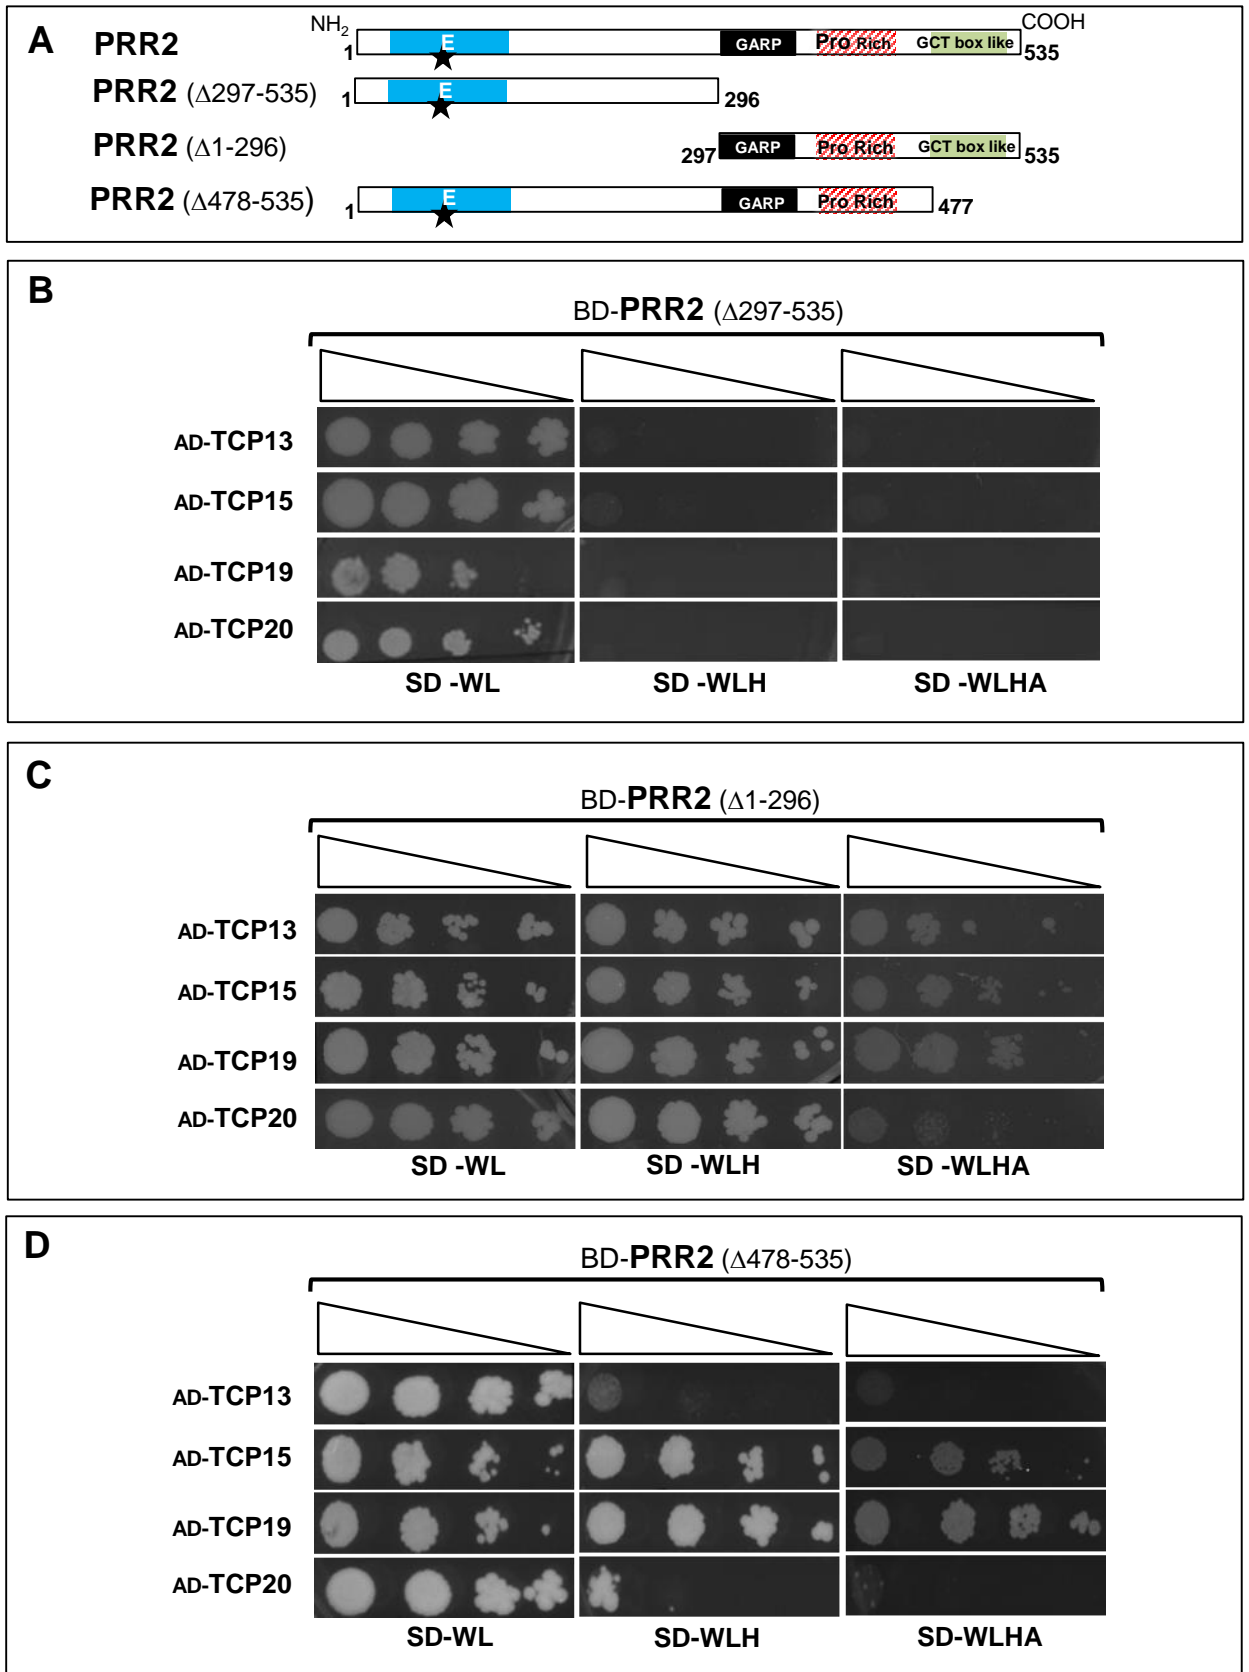 A
NH2
COOH
PRR2
1
E
GARP
Pro Rich
GCT box like
535
PRR2 (Δ297-535)
1
E
296
PRR2 (Δ1-296)
297
GARP
Pro Rich
GCT box like
535
PRR2 (Δ478-535)
1
E
GARP
Pro Rich
477
B
BD-PRR2 (Δ297-535)
AD-TCP13
AD-TCP15
AD-TCP19
AD-TCP20
SD -WL
SD -WLH
SD -WLHA
C
BD-PRR2 (Δ1-296)
AD-TCP13
AD-TCP15
AD-TCP19
AD-TCP20
SD -WL
SD -WLH
SD -WLHA
D
BD-PRR2 (Δ478-535)
AD-TCP13
AD-TCP15
AD-TCP19
AD-TCP20
SD-WL
SD-WLH
SD-WLHA